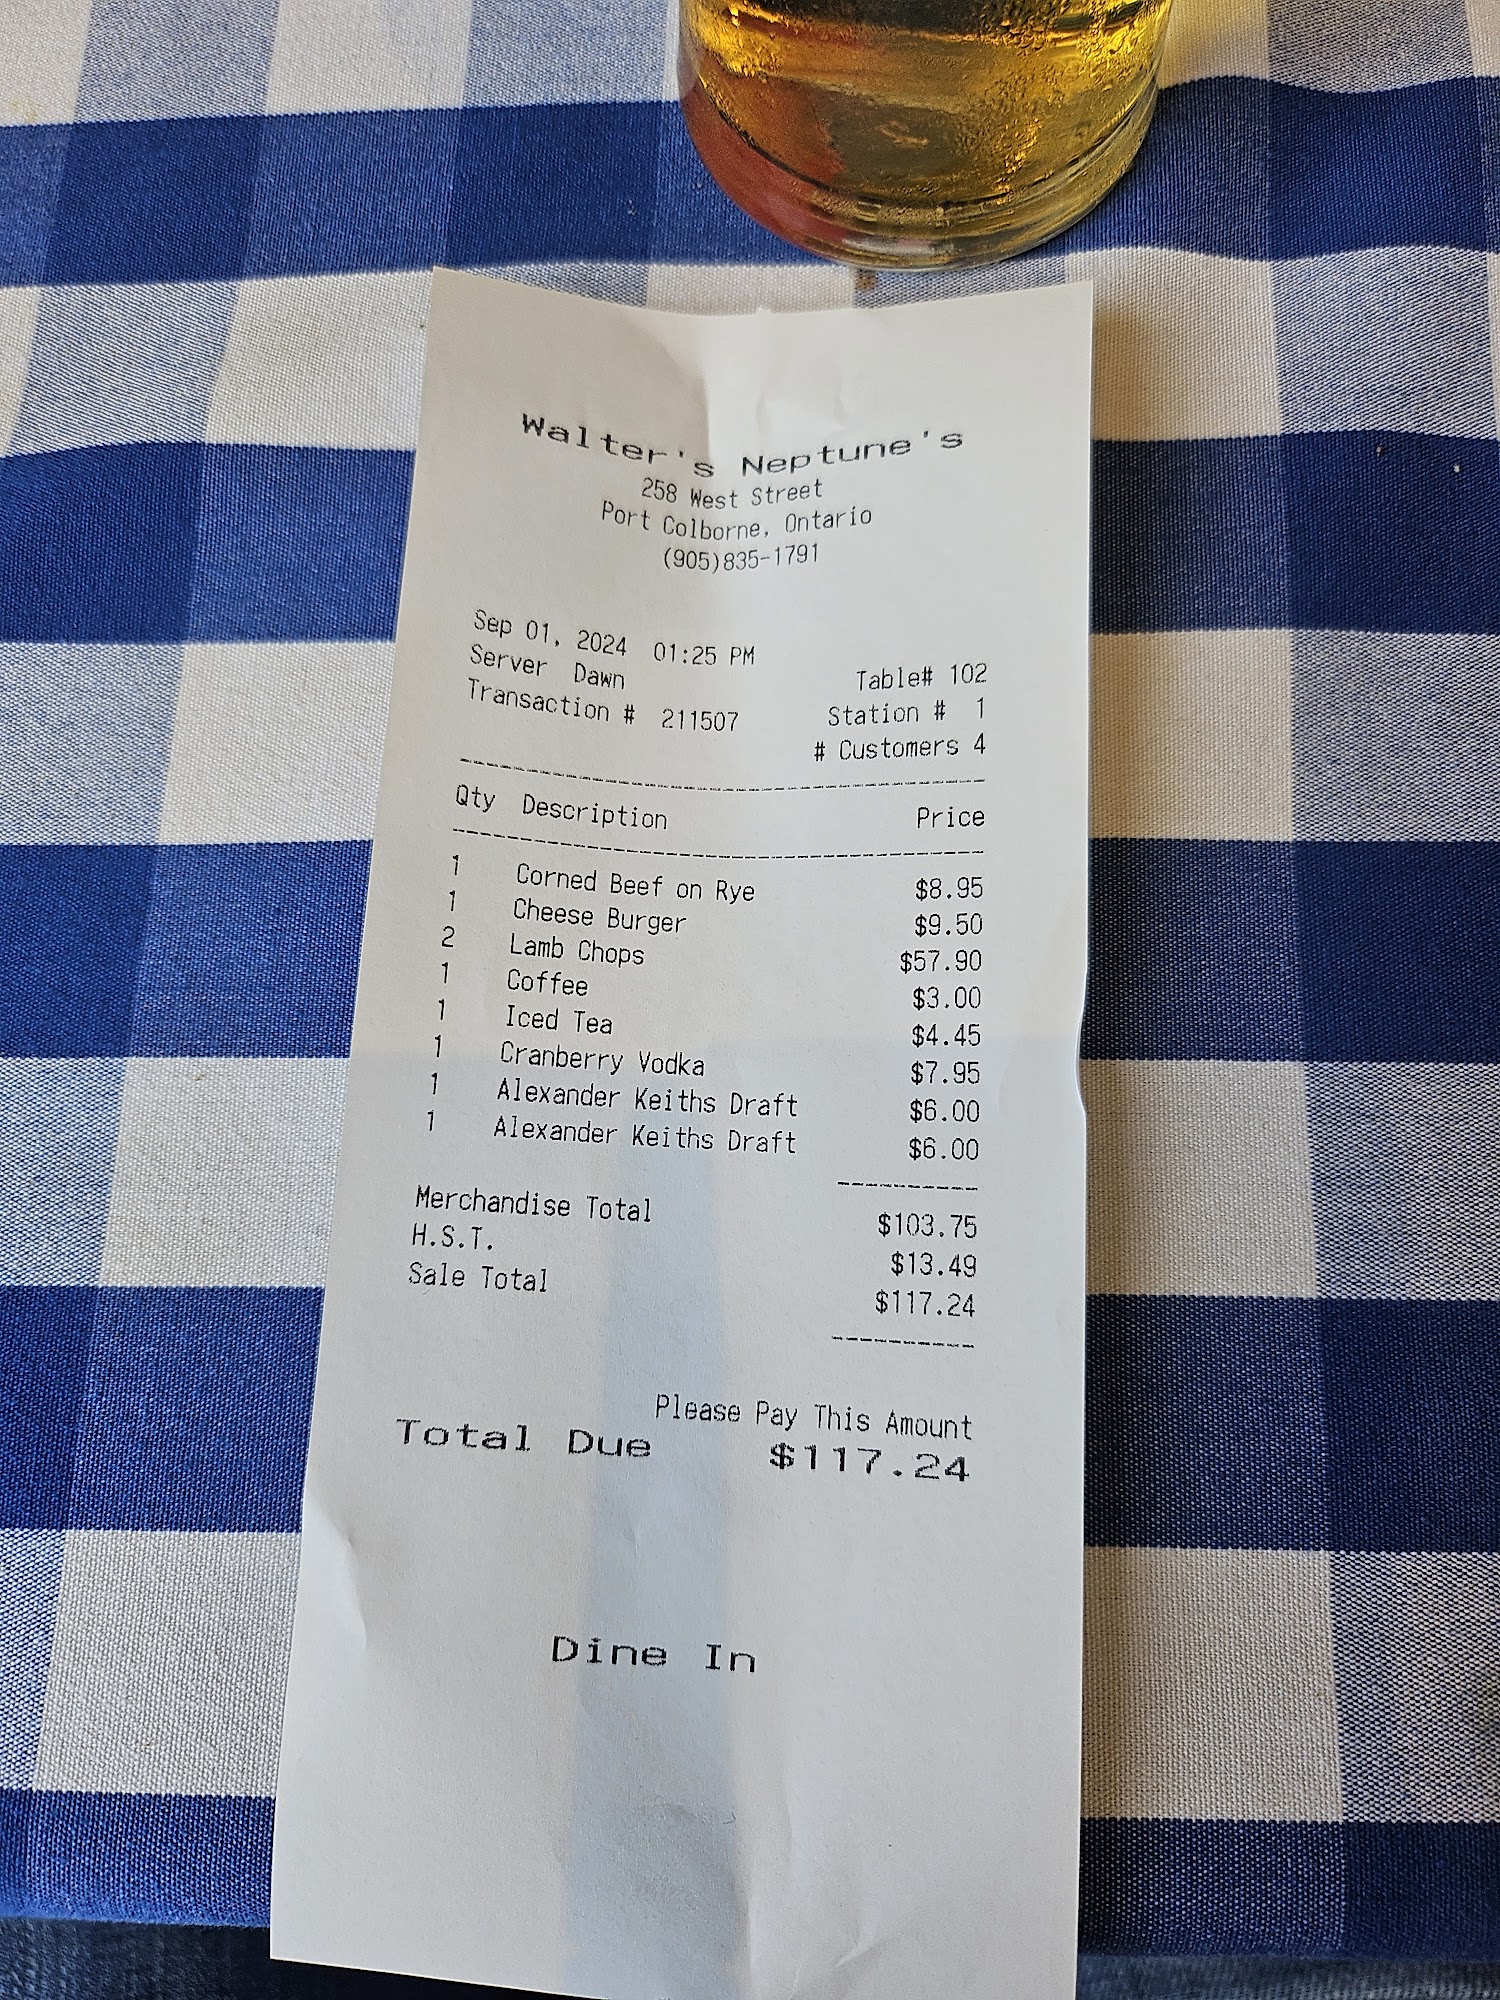 Walter's Neptune's
258 West Street
Port Colborne, Ontario
(905)835-1791
Sep 01, 2024 01:25 PM
Server Dawn Table# 102
Transaction # 211507 Station # 1
# Customers 4
Qty Description Price
1 Corned Beef on Rye $8.95
1 Cheese Burger $9.50
2 Lamb Chops $57.90
1 Coffee $3.00
1 Iced Tea $4.45
1 Cranberry Vodka $7.95
1 Alexander Keiths Draft $6.00
1 Alexander Keiths Draft $6.00
Merchandise Total $103.75
H.S.T. $13.49
Sale Total $117.24
Please Pay This Amount
Total Due $117.24
Dine In